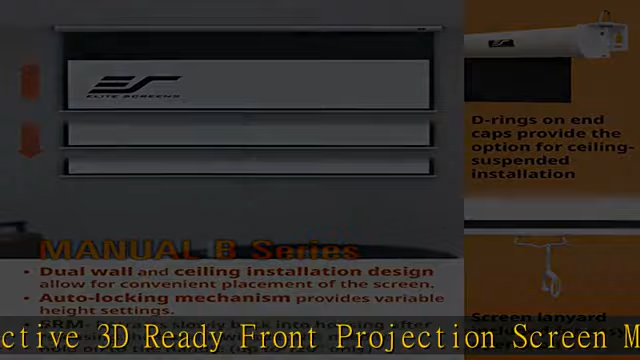 ELITE SCREENS
D-rings on end
caps provide the
option for ceiling-
suspended
installation
MANUAL B Series
• Dual wall and ceiling installation design
allow for convenient placement of the screen.
• Auto-locking mechanism provides variable
height settings.
Screen lanyard
ctive 3D Ready Front Projection Screen M